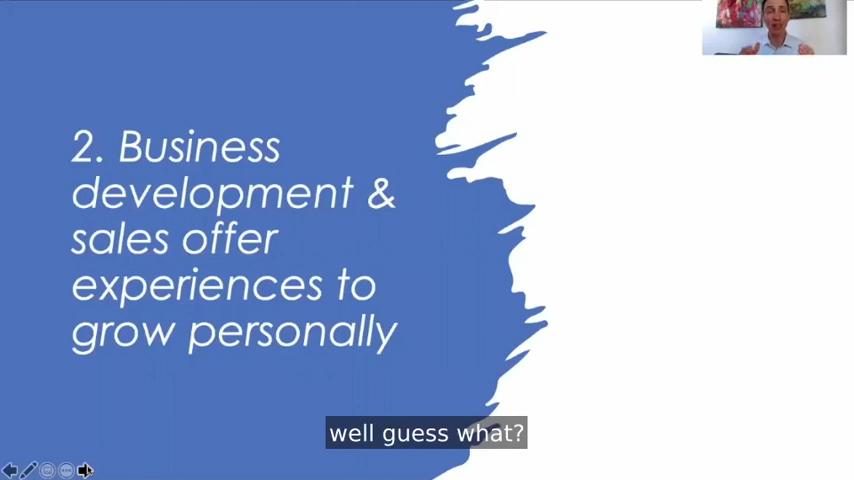 2. Business
development &
sales offer
experiences to
grow personally
well guess what?